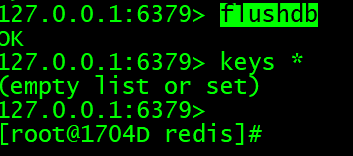 127.0.0.1:6379> flushdb
OK
127.0.0.1:6379> keys *
(empty list or set)
127.0.0.1:6379>
[root@1704D redis]#